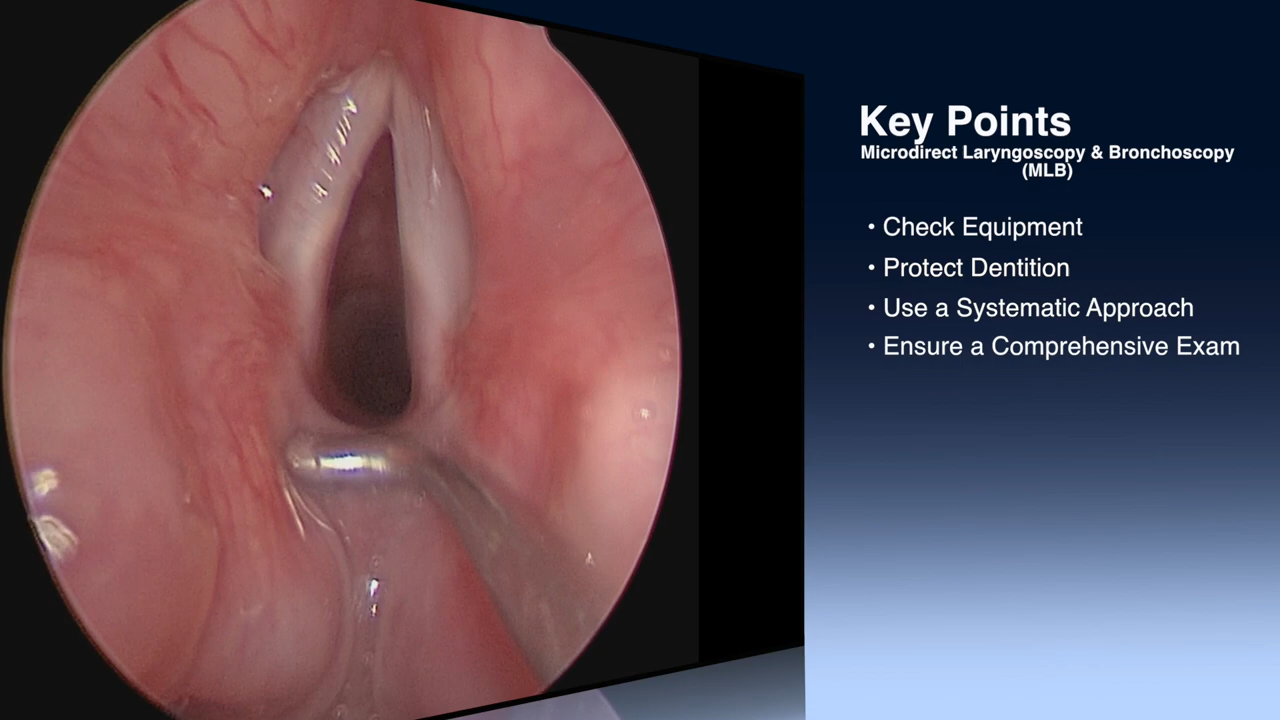 Key Points
Microdirect Laryngoscopy & Bronchoscopy
(MLB)
• Check Equipment
• Protect Dentition
• Use a Systematic Approach
• Ensure a Comprehensive Exam